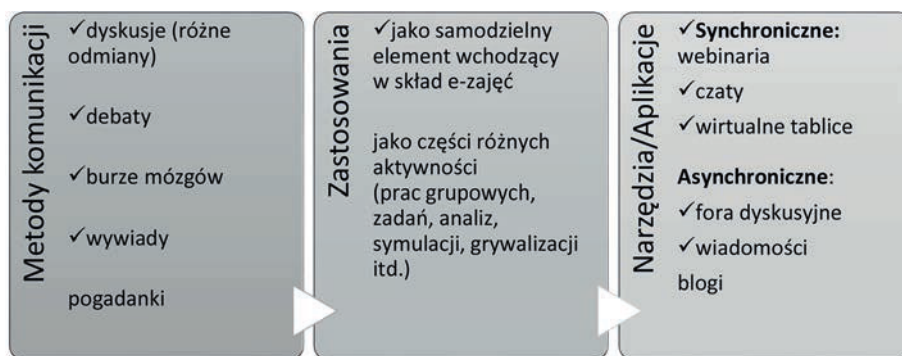 Metody komunikacji
✓dyskusje (różne
odmiany)
✓debaty
✓burze mózgów
✓wywiady
pogadanki
Zastosowania
✓jako samodzielny
element wchodzący
w skład e-zajęć
jako części różnych
aktywności
(prac grupowych,
zadań, analiz,
symulacji, grywalizacji
itd.)
Narzędzia/Aplikacje
✓Synchroniczne:
webinaria
✓czaty
✓wirtualne tablice
Asynchroniczne:
✓fora dyskusyjne
✓wiadomości
blogi